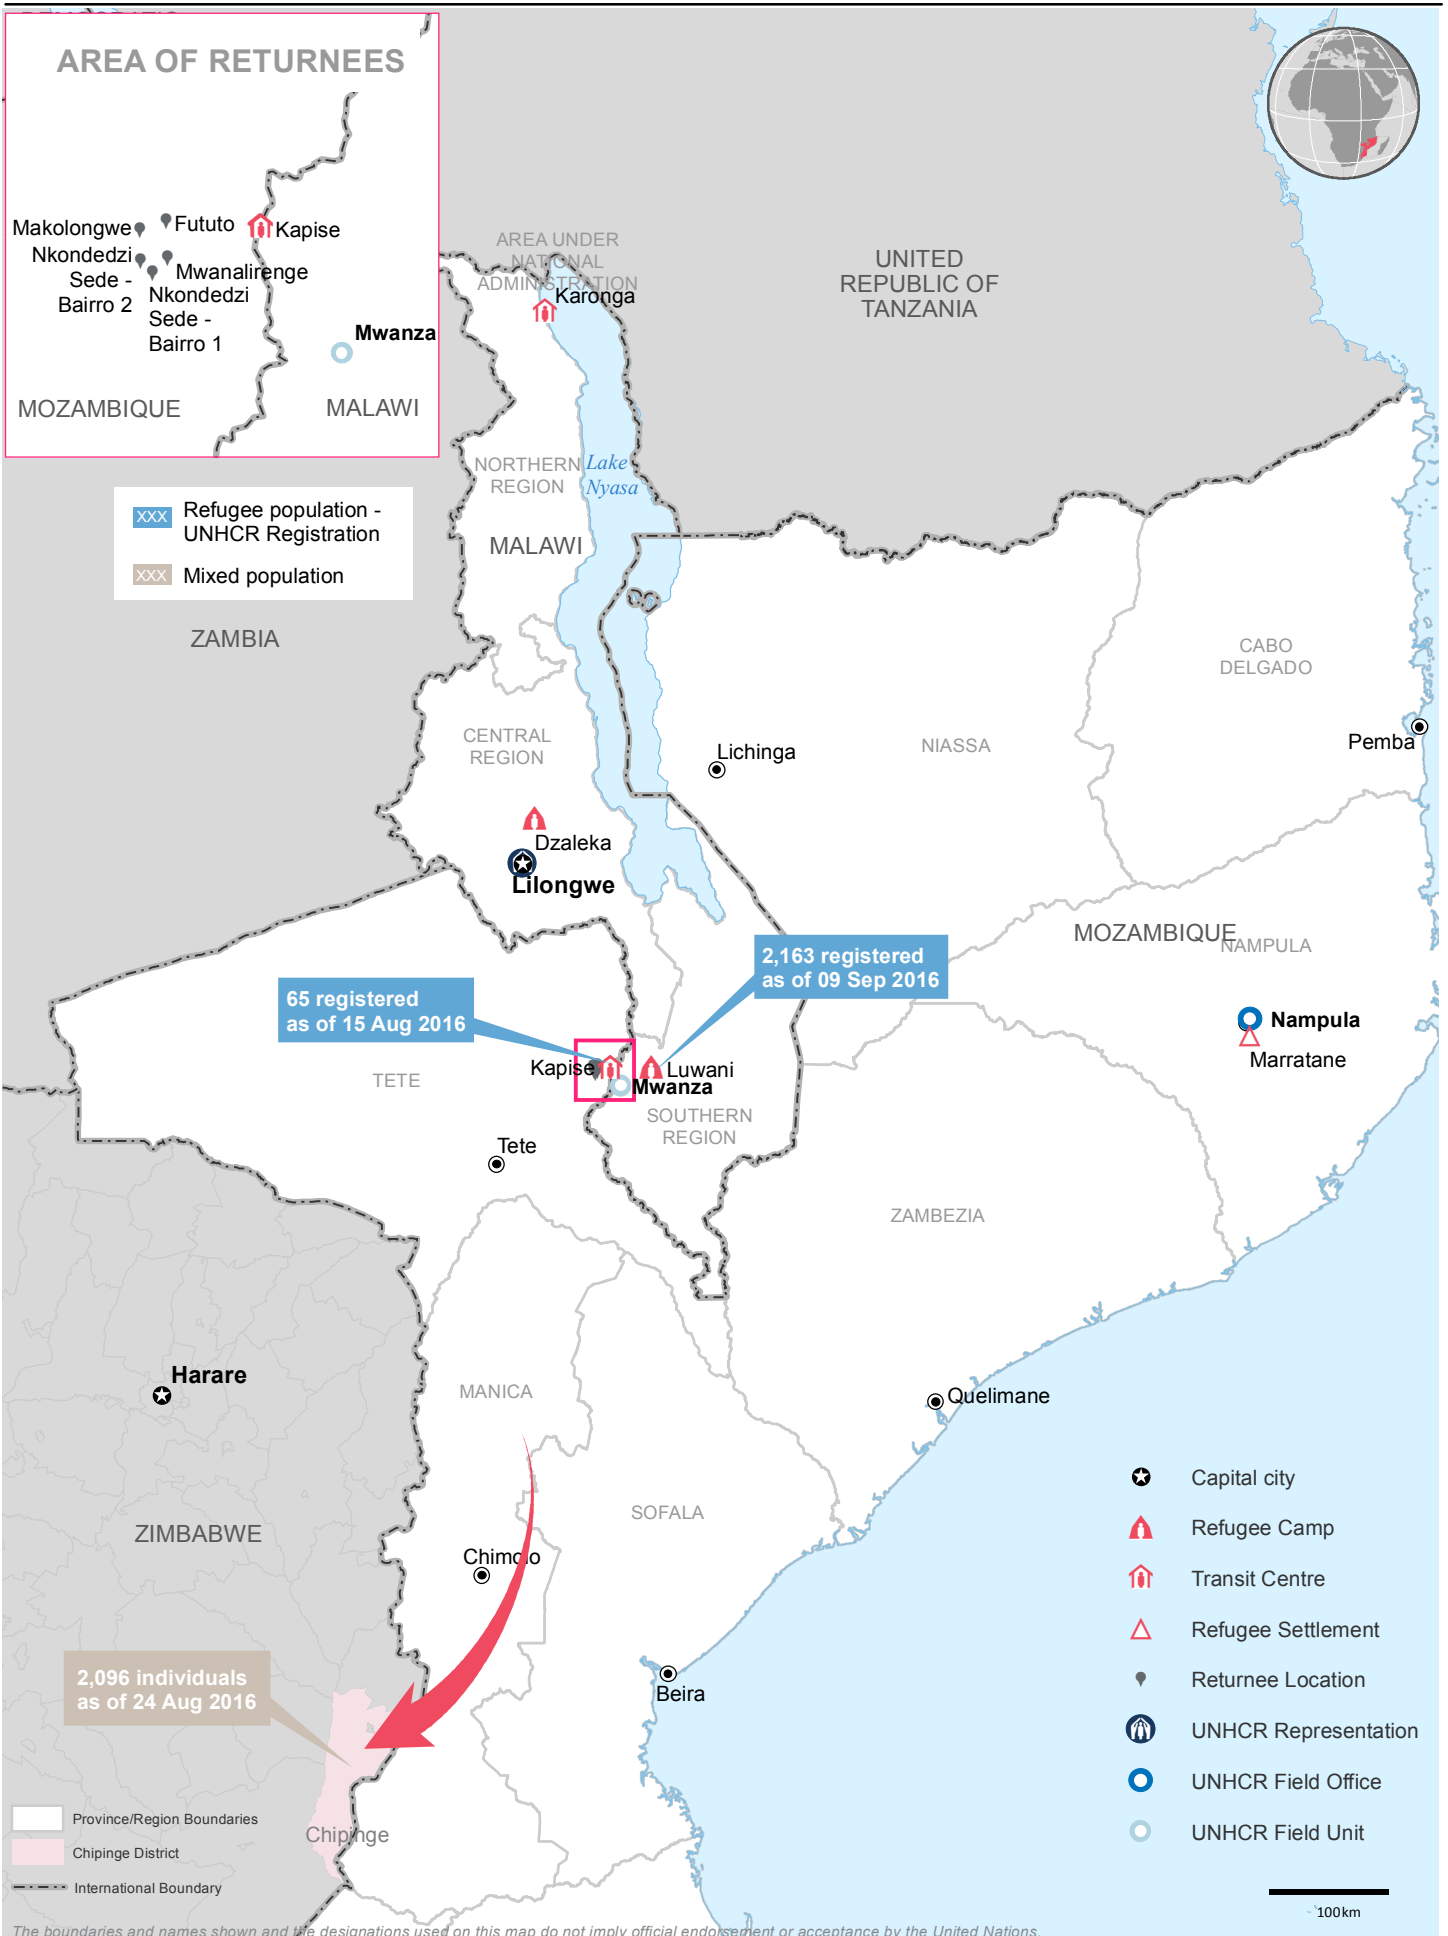 AREA OF RETURNEES
Makolongwe
Fututo
Kapise
Nkondedzi
Sede -
Bairro 2
Mwanalirenge
Nkondedzi
Sede -
Bairro 1
Mwanza
MOZAMBIQUE
MALAWI
XXX Refugee population -
UNHCR Registration
XXX Mixed population
AREA UNDER
NATIONAL
ADMINISTRATION
Karonga
UNITED
REPUBLIC OF
TANZANIA
NORTHERN
REGION
Lake
Nyasa
MALAWI
ZAMBIA
CABO
DELGADO
CENTRAL
REGION
Lichinga
NIASSA
Pemba
Dzaleka
Lilongwe
MOZAMBIQUE
NAMPULA
2,163 registered
as of 09 Sep 2016
65 registered
as of 15 Aug 2016
Nampula
Marratane
Kapise
Luwani
Mwanza
TETE
SOUTHERN
REGION
Tete
ZAMBEZIA
Harare
MANICA
Quelimane
SOFALA
ZIMBABWE
Chimoio
2,096 individuals
as of 24 Aug 2016
Beira
Chipinge
Capital city
Refugee Camp
Transit Centre
Refugee Settlement
Returnee Location
UNHCR Representation
UNHCR Field Office
UNHCR Field Unit
Province/Region Boundaries
Chipinge District
International Boundary
100km
The boundaries and names shown and the designations used on this map do not imply official endorsement or acceptance by the United Nations.